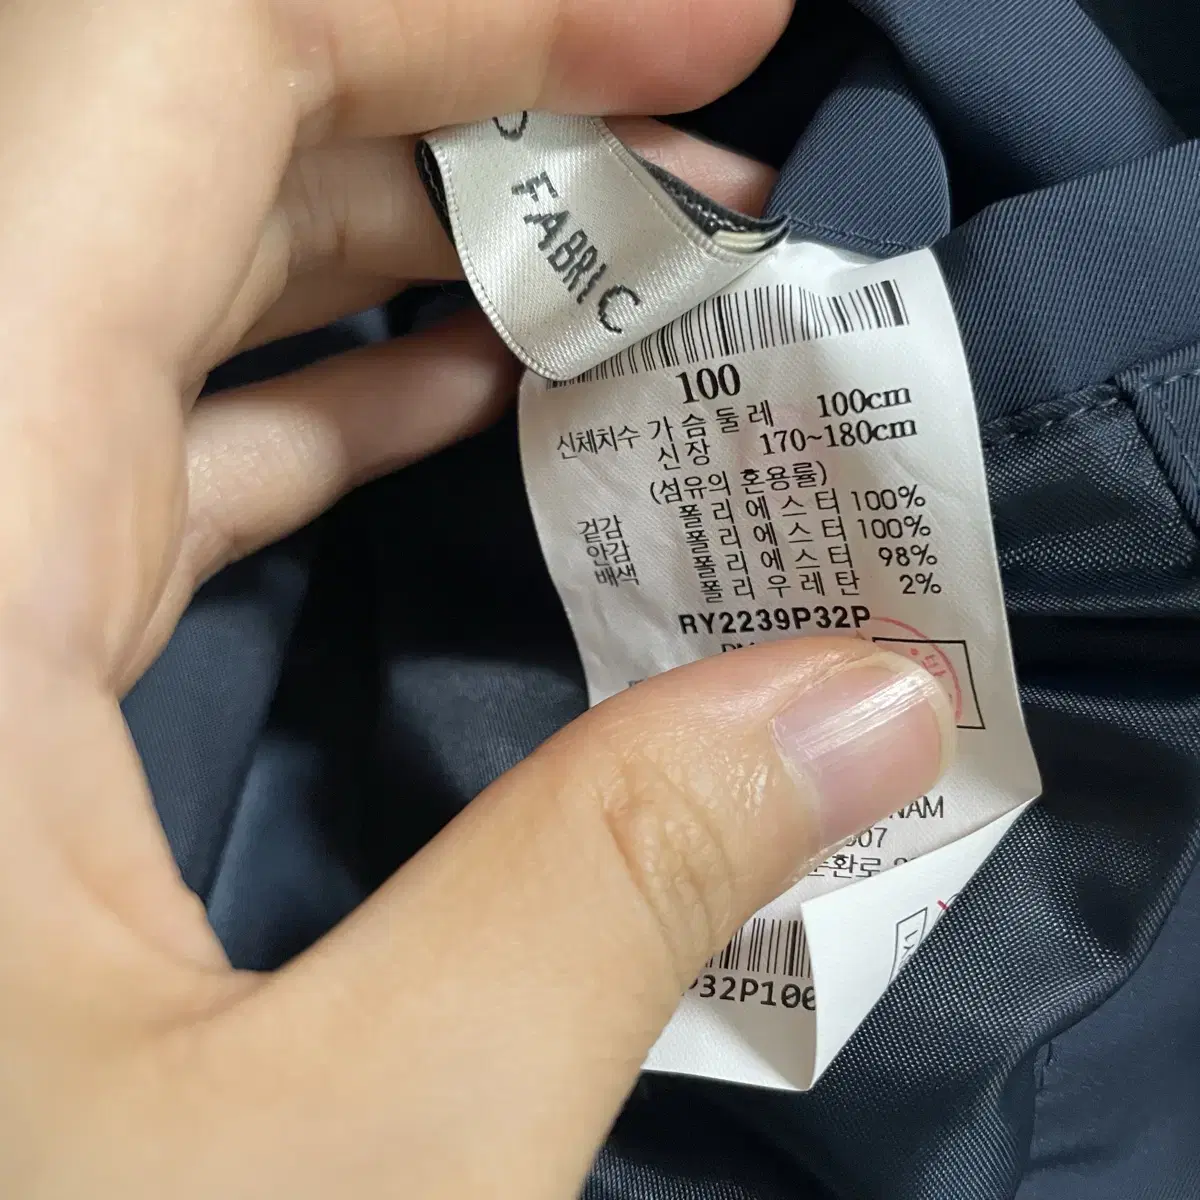 FABRIC
100
신체치수 가슴둘레 100cm
신장 170~180cm
(섬유의 혼용률)
겉감 폴리에스터 100%
안감 폴리에스터 100%
배색 폴리에스터 98%
폴리우레탄 2%
RY2239P32P
NAM
P32P100